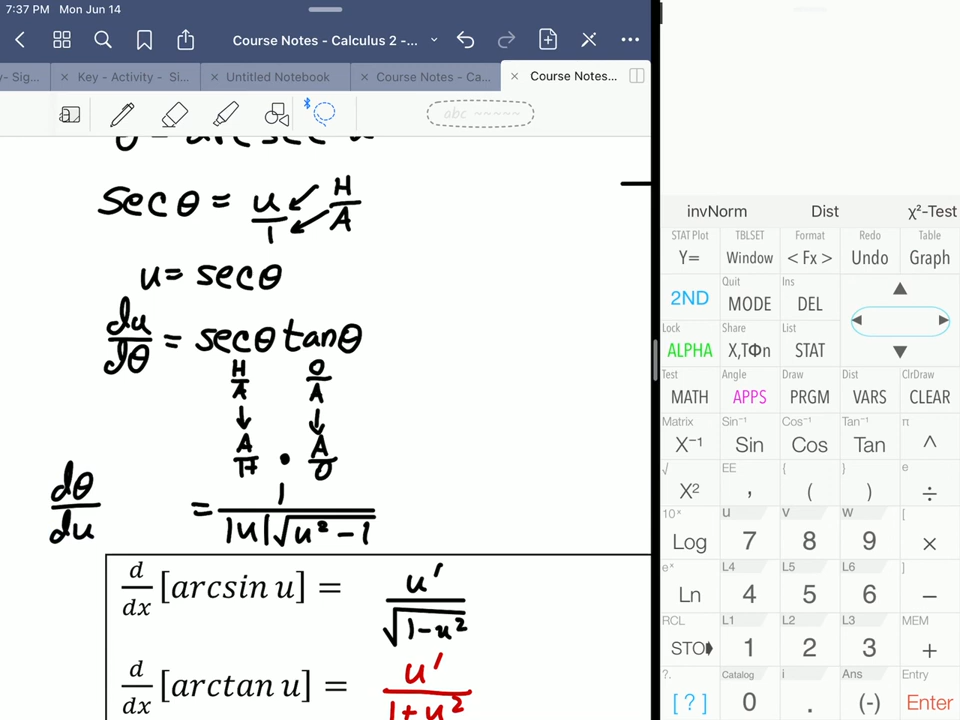 7:37 PM Mon Jun 14
Course Notes - Calculus 2 -...
y- Sig... × Key - Activity - Si... × Untitled Notebook × Course Notes - Ca... × Course Notes...
abc ~~~~~
sec θ = u/1 H/A
u = sec θ
du/dθ = sec θ tan θ
H/A O/A
↓ ↓
A/H · A/O
dθ/du = 1/(|u|√(u² − 1))
d/dx [arcsin u] = u′/√(1 − u²)
d/dx [arctan u] = u′/(1 + u²)
invNorm Dist χ²-Test
STAT Plot TBLSET Format Redo Table
Y= Window < Fx > Undo Graph
Quit Ins
2ND MODE DEL
Lock Share List
ALPHA X,TΦn STAT
Test Angle Draw Dist ClrDraw
MATH APPS PRGM VARS CLEAR
Matrix Sin⁻¹ Cos⁻¹ Tan⁻¹ π
X⁻¹ Sin Cos Tan ^
√ EE { } e
X² , ( ) ÷
10ˣ u v w [
Log 7 8 9 ×
eˣ L4 L5 L6 ]
Ln 4 5 6 −
RCL L1 L2 L3 MEM
STO 1 2 3 +
?. Catalog i Ans Entry
[ ? ] 0 . (-) Enter